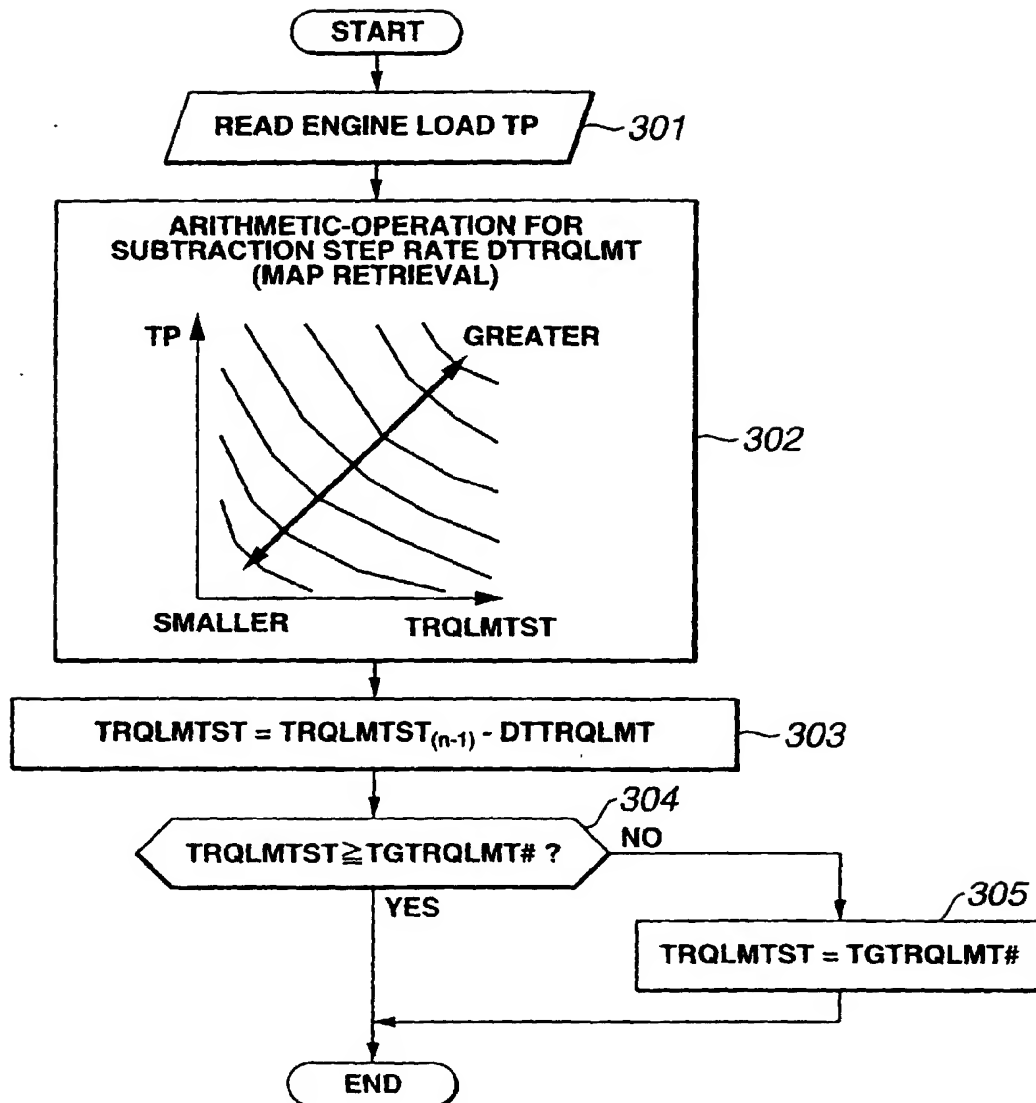 START
READ ENGINE LOAD TP
301
ARITHMETIC-OPERATION FOR
SUBTRACTION STEP RATE DTTRQLMT
(MAP RETRIEVAL)
TP
GREATER
302
SMALLER
TRQLMTST
TRQLMTST = TRQLMTST(n-1) - DTTRQLMT
303
304
TRQLMTST≧TGTRQLMT# ?
NO
YES
305
TRQLMTST = TGTRQLMT#
END